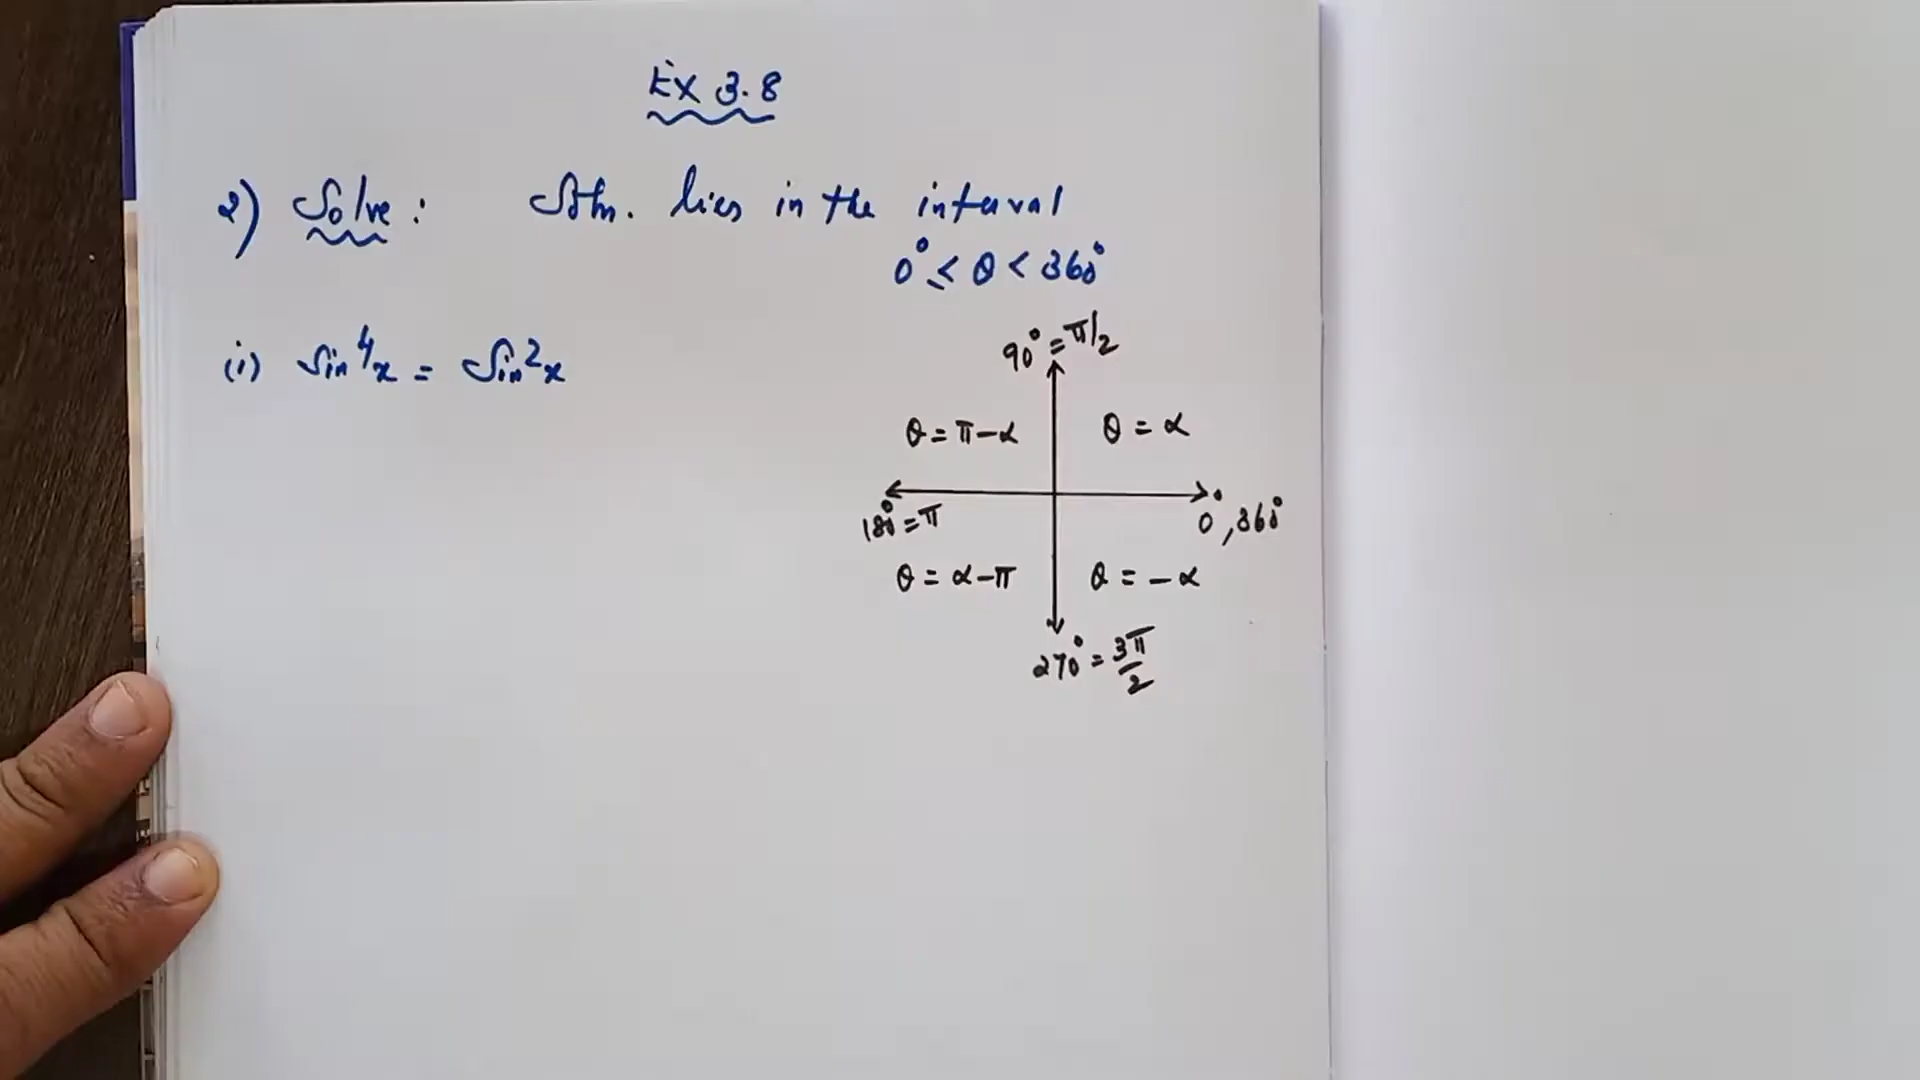 Ex 3.8
2) Solve: Soln. lies in the interval
0° ≤ θ < 360°
(i) Sin⁴x = Sin²x
90° = π/2
θ = π-α
θ = α
180° = π
0°, 360°
θ = α-π
θ = -α
270° = 3π/2